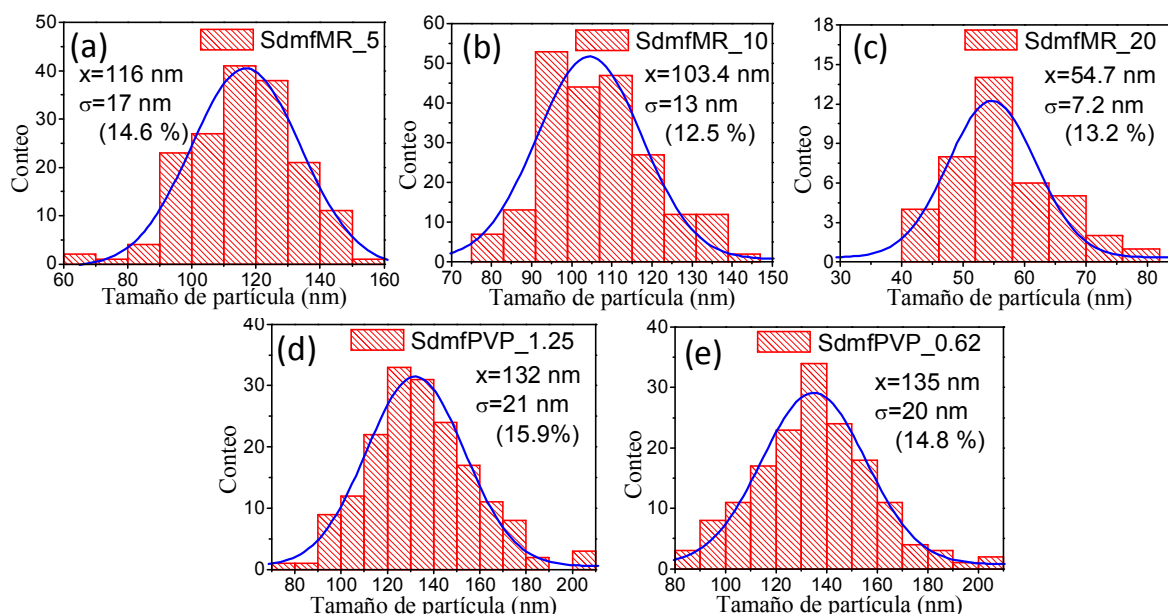 (a)
SdmfMR_5
x=116 nm
σ=17 nm
(14.6 %)
Conteo
50
40
30
20
10
0
60 80 100 120 140 160
Tamaño de partícula (nm)
(b)
SdmfMR_10
x=103.4 nm
σ=13 nm
(12.5 %)
Conteo
60
50
40
30
20
10
0
70 80 90 100 110 120 130 140 150
Tamaño de partícula (nm)
(c)
SdmfMR_20
x=54.7 nm
σ=7.2 nm
(13.2 %)
Conteo
18
15
12
9
6
3
0
30 40 50 60 70 80
Tamaño de partícula (nm)
(d)
SdmfPVP_1.25
x=132 nm
σ=21 nm
(15.9%)
Conteo
40
30
20
10
0
80 100 120 140 160 180 200
Tamaño de partícula (nm)
(e)
SdmfPVP_0.62
x=135 nm
σ=20 nm
(14.8 %)
Conteo
40
30
20
10
0
80 100 120 140 160 180 200
Tamaño de partícula (nm)